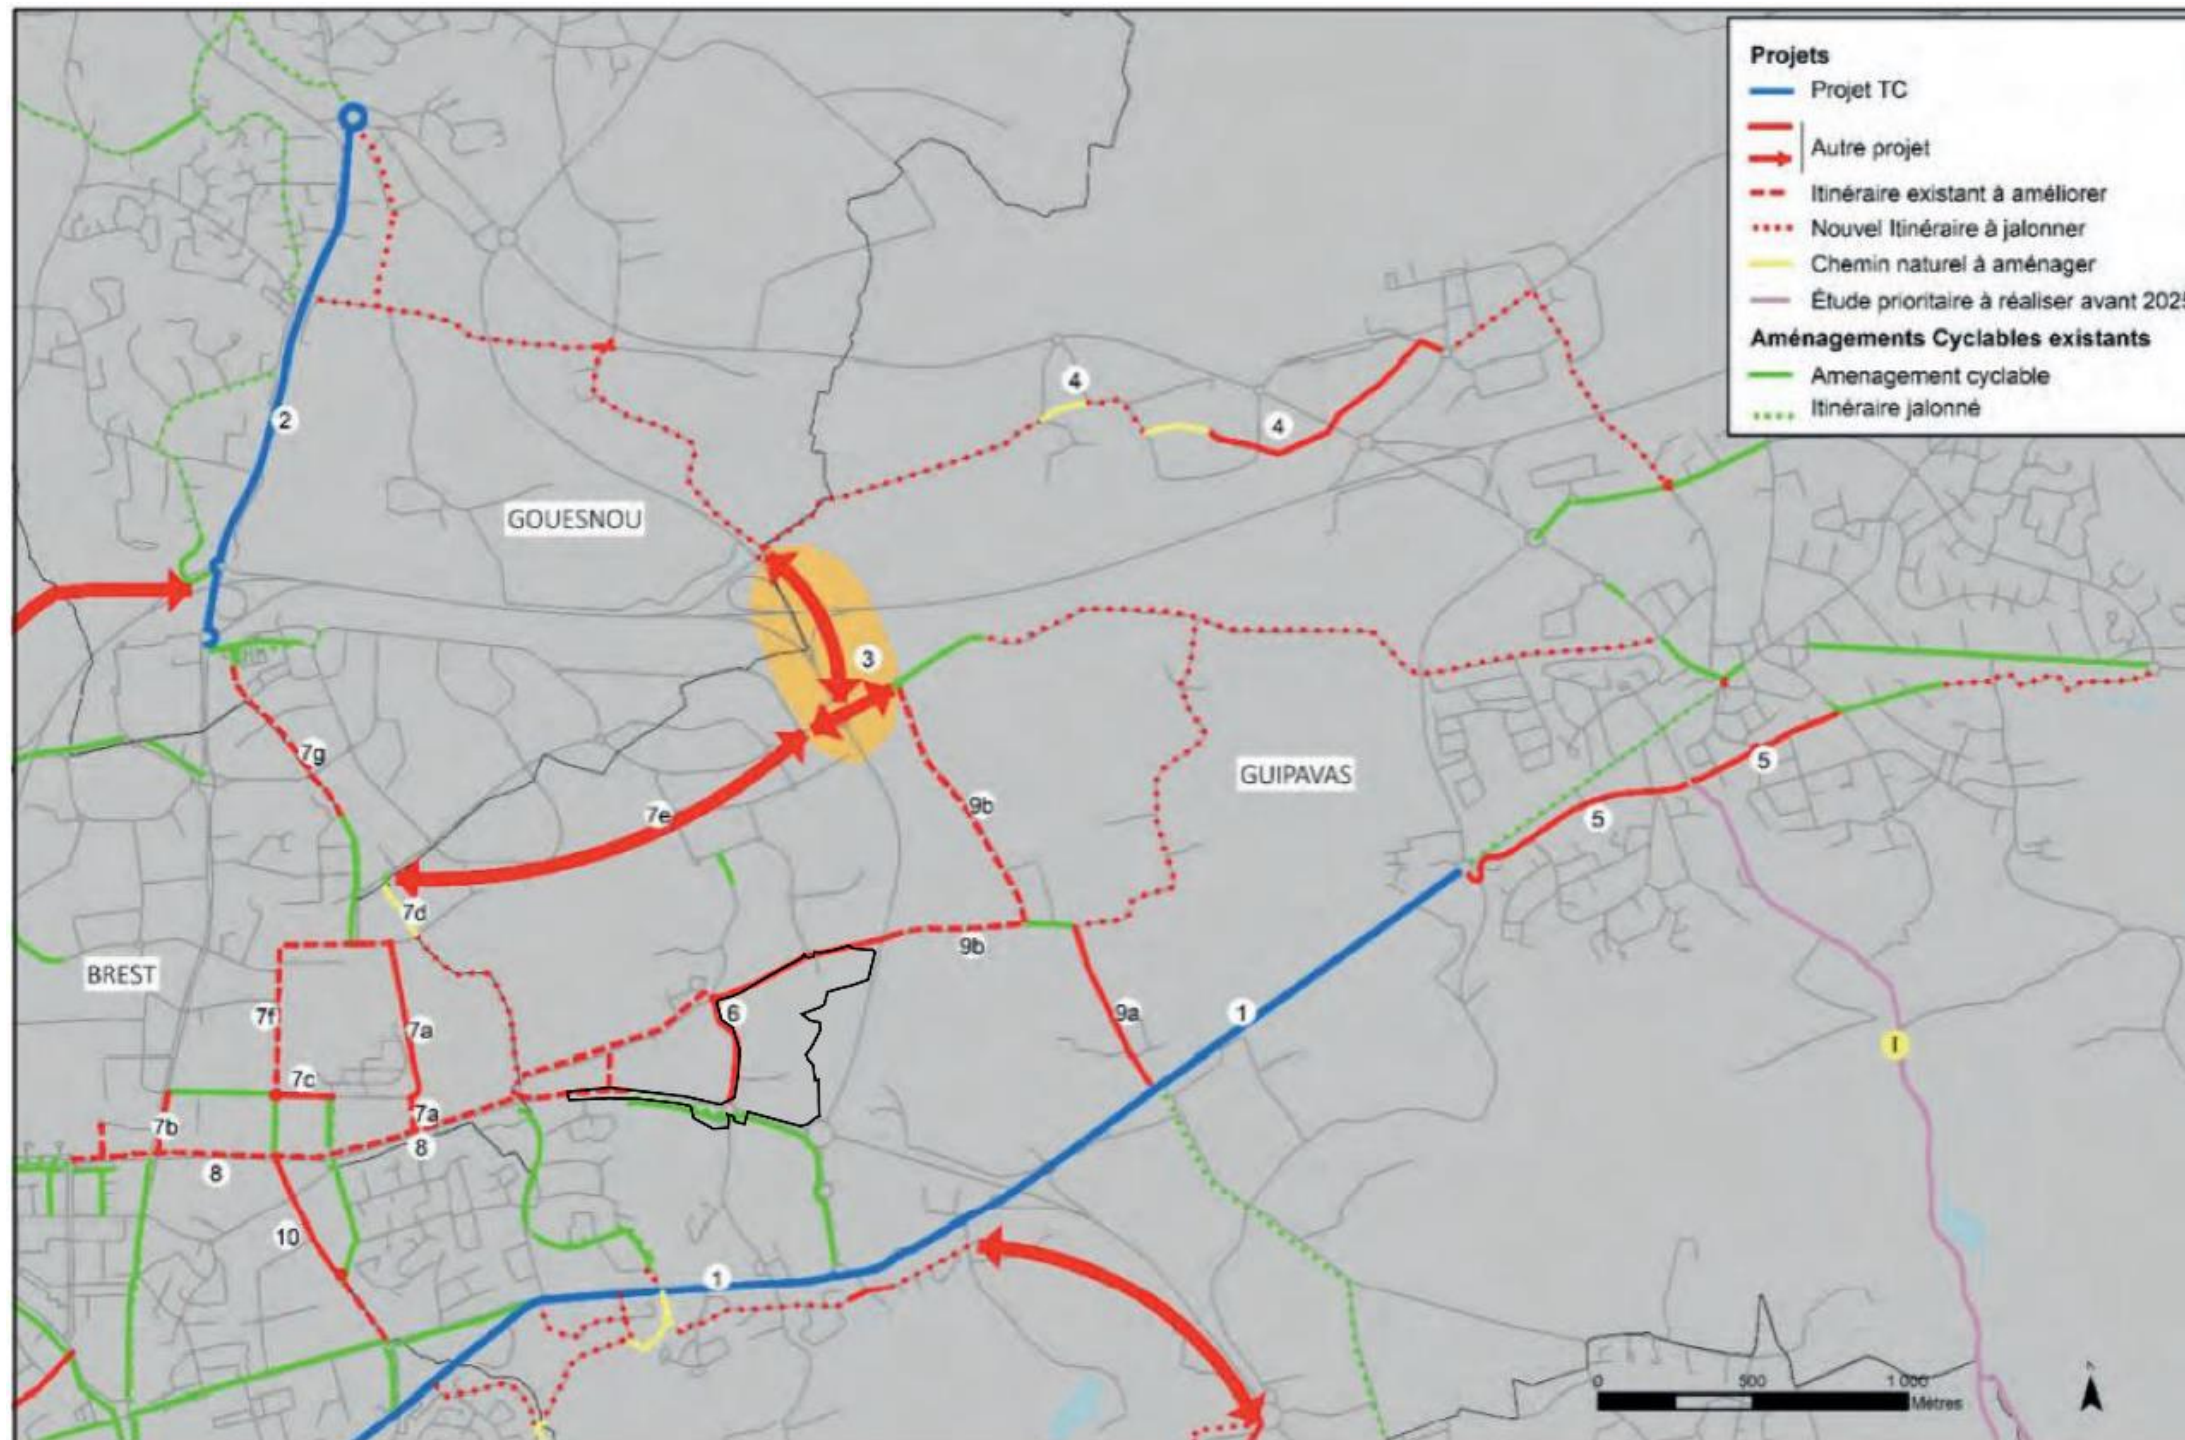 Projets
Projet TC
Autre projet
Itinéraire existant à améliorer
Nouvel Itinéraire à jalonner
Chemin naturel à aménager
Étude prioritaire à réaliser avant 2025
Aménagements Cyclables existants
Amenagement cyclable
Itinéraire jalonné
4
4
2
GOUESNOU
3
7g
5
GUIPAVAS
9b
7e
5
7d
9b
BREST
6
7f
7a
9a
1
I
7c
7a
7b
8
8
10
1
0
500
1 000
Mètres